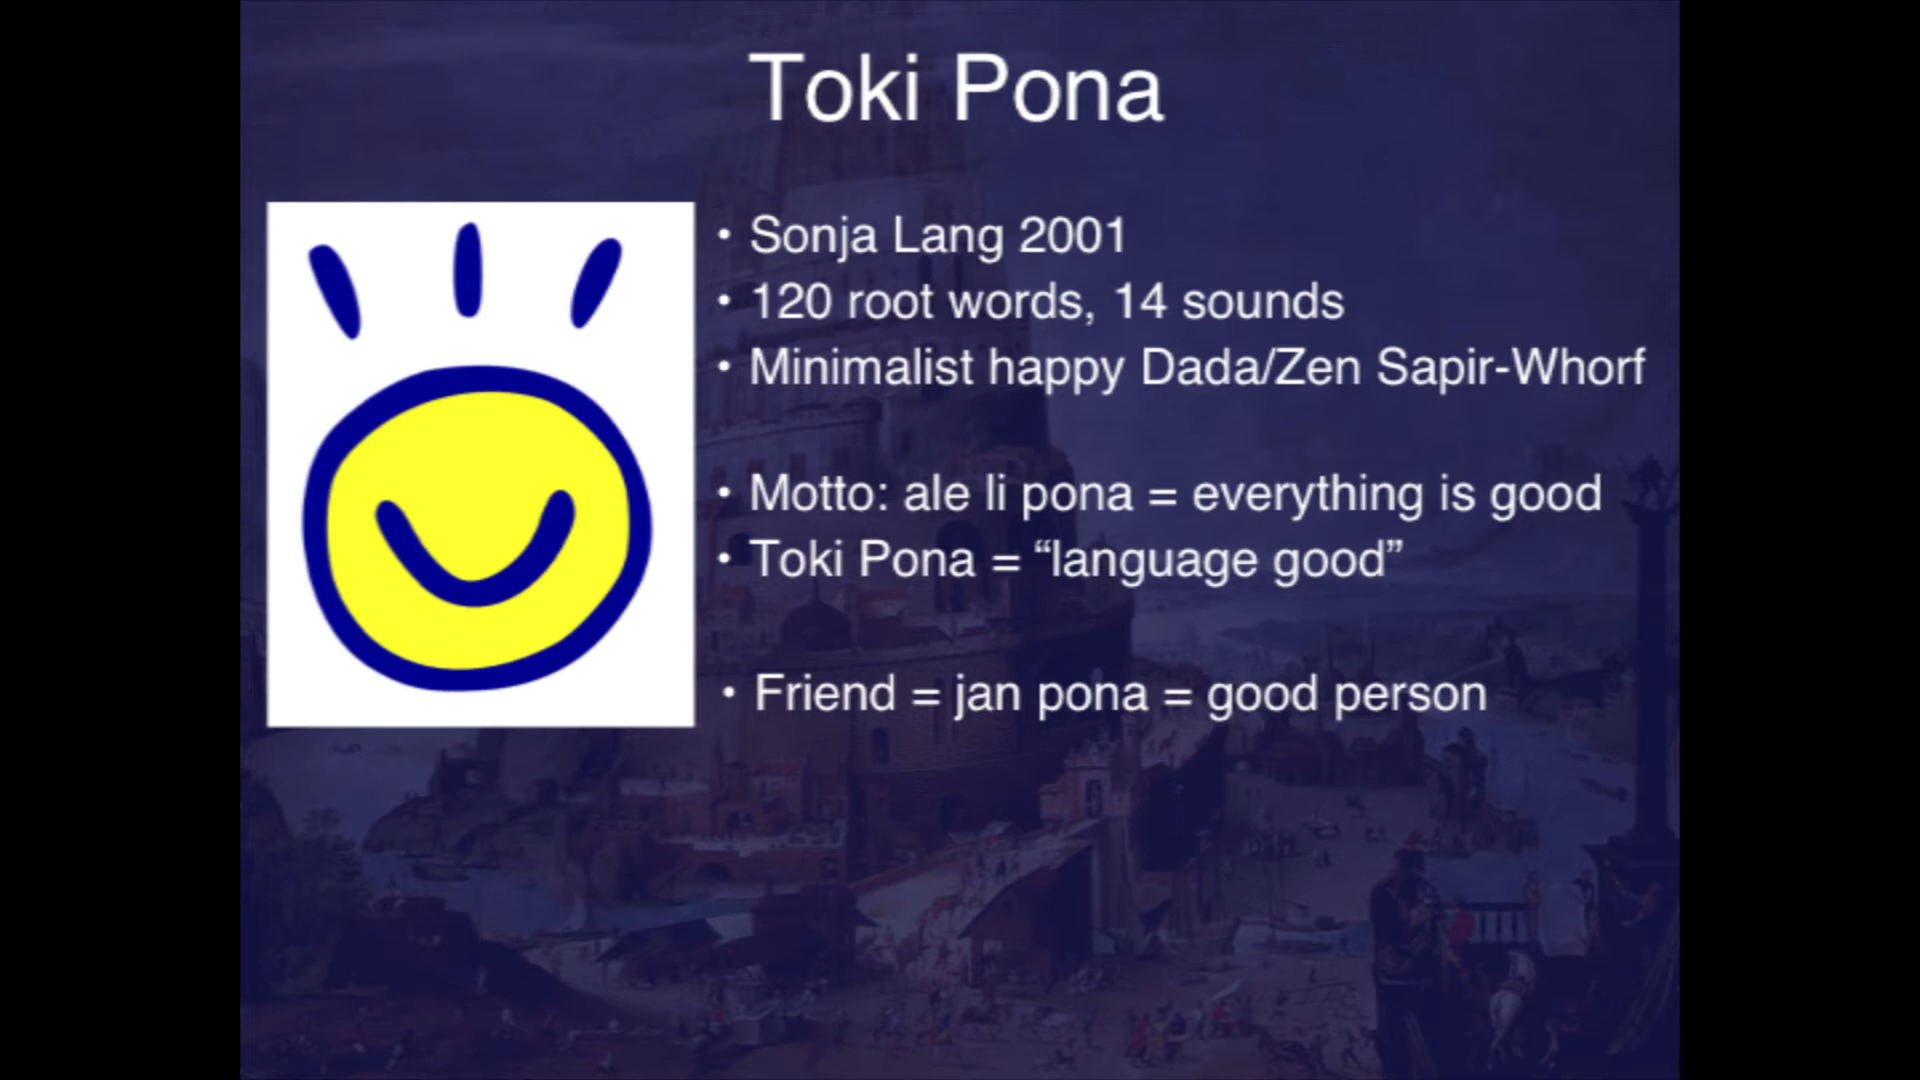 Toki Pona
• Sonja Lang 2001
• 120 root words, 14 sounds
• Minimalist happy Dada/Zen Sapir-Whorf
• Motto: ale li pona = everything is good
• Toki Pona = “language good”
• Friend = jan pona = good person